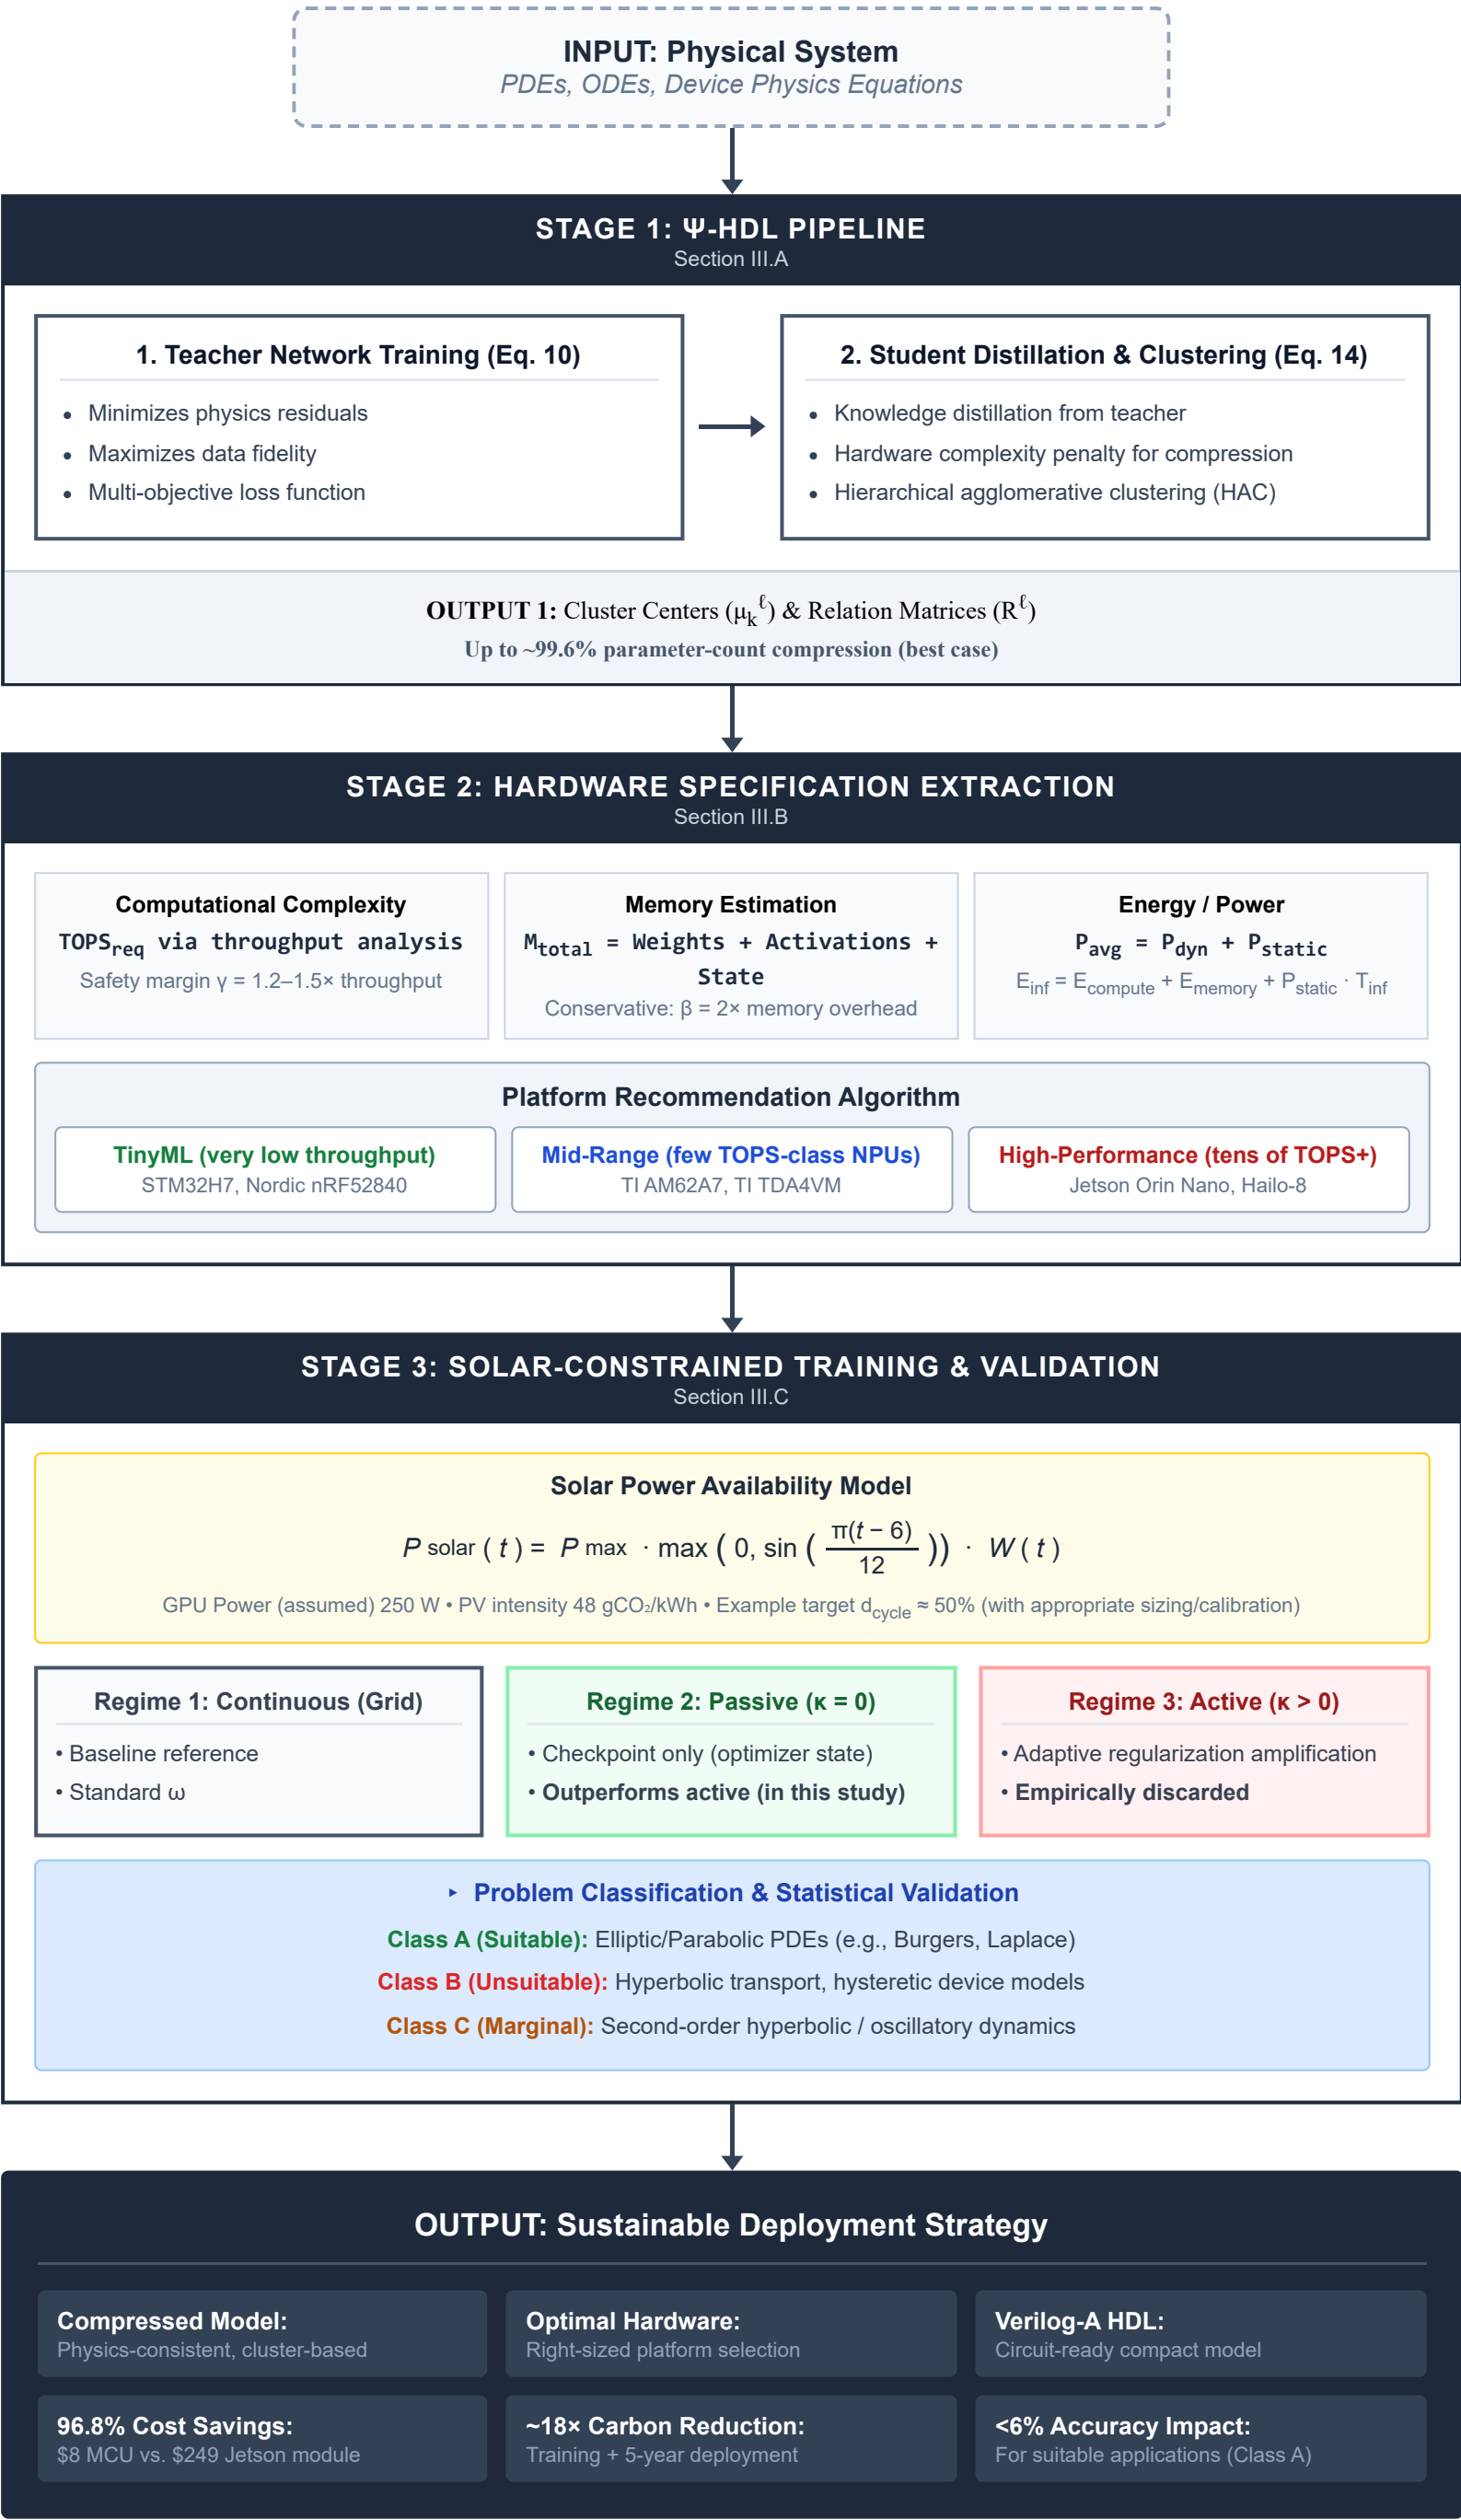 INPUT: Physical System
PDEs, ODEs, Device Physics Equations
STAGE 1: Ψ-HDL PIPELINE
Section III.A
1. Teacher Network Training (Eq. 10)
• Minimizes physics residuals
• Maximizes data fidelity
• Multi-objective loss function
2. Student Distillation & Clustering (Eq. 14)
• Knowledge distillation from teacher
• Hardware complexity penalty for compression
• Hierarchical agglomerative clustering (HAC)
OUTPUT 1: Cluster Centers (μ_k^ℓ) & Relation Matrices (R^ℓ)
Up to ~99.6% parameter-count compression (best case)
STAGE 2: HARDWARE SPECIFICATION EXTRACTION
Section III.B
Computational Complexity
TOPS_req via throughput analysis
Safety margin γ = 1.2–1.5× throughput
Memory Estimation
M_total = Weights + Activations +
State
Conservative: β = 2× memory overhead
Energy / Power
P_avg = P_dyn + P_static
E_inf = E_compute + E_memory + P_static · T_inf
Platform Recommendation Algorithm
TinyML (very low throughput)
STM32H7, Nordic nRF52840
Mid-Range (few TOPS-class NPUs)
TI AM62A7, TI TDA4VM
High-Performance (tens of TOPS+)
Jetson Orin Nano, Hailo-8
STAGE 3: SOLAR-CONSTRAINED TRAINING & VALIDATION
Section III.C
Solar Power Availability Model
P solar ( t ) = P max · max ( 0, sin ( π(t − 6) / 12 )) · W ( t )
GPU Power (assumed) 250 W • PV intensity 48 gCO₂/kWh • Example target d_cycle ≈ 50% (with appropriate sizing/calibration)
Regime 1: Continuous (Grid)
• Baseline reference
• Standard ω
Regime 2: Passive (κ = 0)
• Checkpoint only (optimizer state)
• Outperforms active (in this study)
Regime 3: Active (κ > 0)
• Adaptive regularization amplification
• Empirically discarded
‣ Problem Classification & Statistical Validation
Class A (Suitable): Elliptic/Parabolic PDEs (e.g., Burgers, Laplace)
Class B (Unsuitable): Hyperbolic transport, hysteretic device models
Class C (Marginal): Second-order hyperbolic / oscillatory dynamics
OUTPUT: Sustainable Deployment Strategy
Compressed Model:
Physics-consistent, cluster-based
Optimal Hardware:
Right-sized platform selection
Verilog-A HDL:
Circuit-ready compact model
96.8% Cost Savings:
$8 MCU vs. $249 Jetson module
~18× Carbon Reduction:
Training + 5-year deployment
<6% Accuracy Impact:
For suitable applications (Class A)